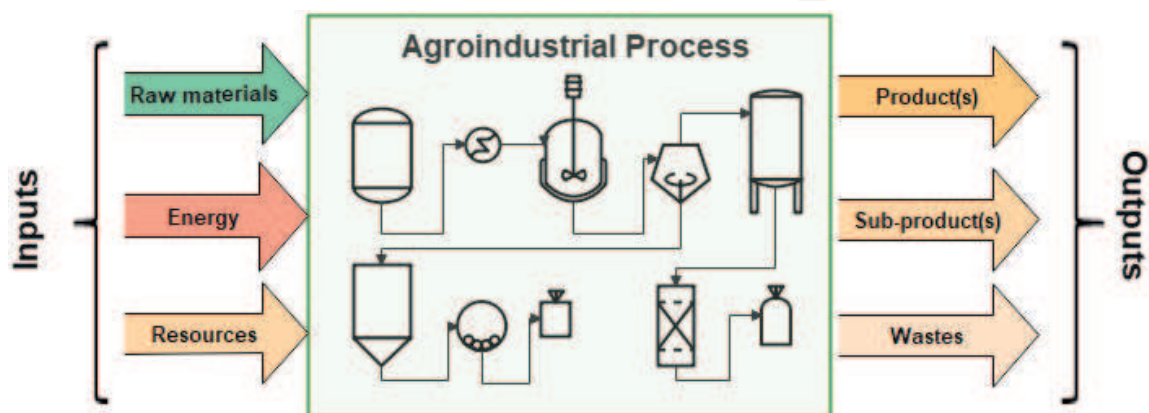 Agroindustrial Process
Inputs
Raw materials
Energy
Resources
Product(s)
Sub-product(s)
Wastes
Outputs